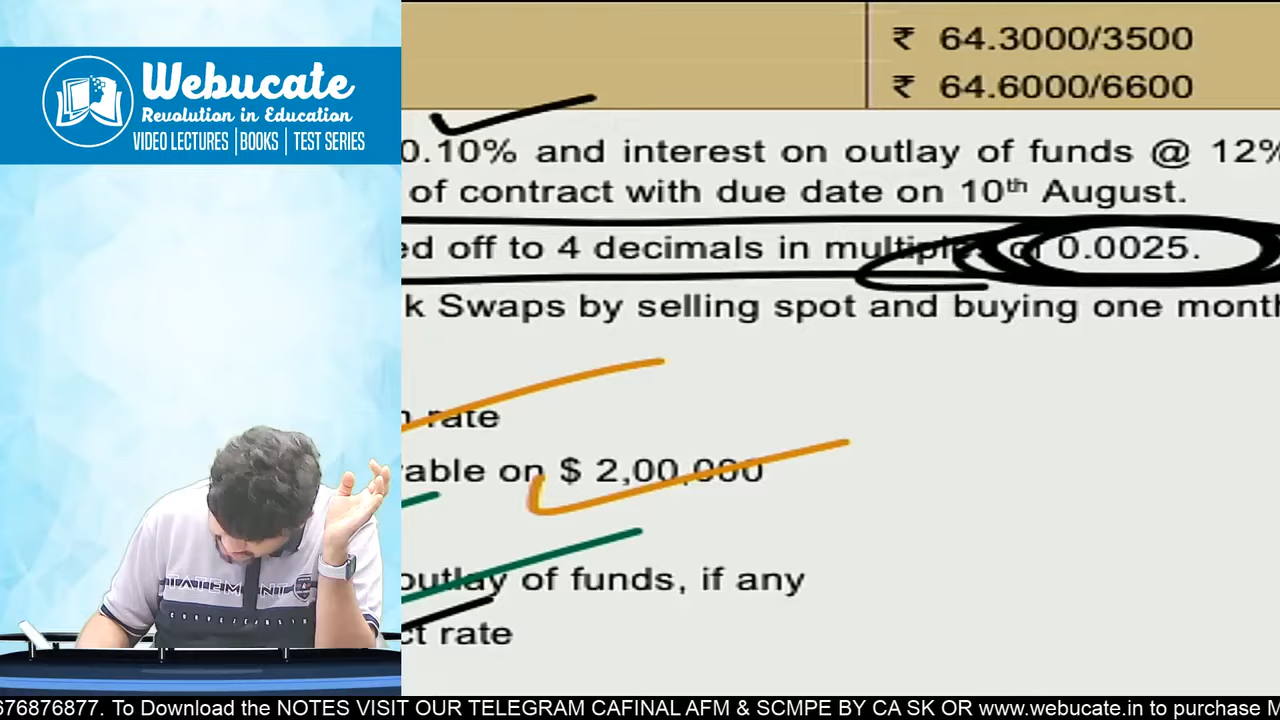 Webucate
Revolution in Education
VIDEO LECTURES | BOOKS | TEST SERIES
₹ 64.3000/3500
₹ 64.6000/6600
0.10% and interest on outlay of funds @ 12%
of contract with due date on 10th August.
ed off to 4 decimals in multiples of 0.0025.
k Swaps by selling spot and buying one month
n rate
able on $ 2,00,000
outlay of funds, if any
ct rate
STATEMENT
676876877. To Download the NOTES VISIT OUR TELEGRAM CAFINAL AFM & SCMPE BY CA SK OR www.webucate.in to purchase M